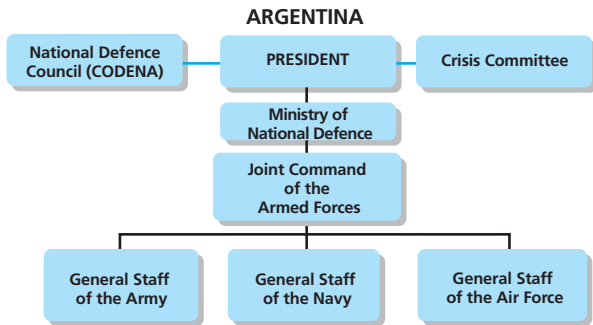 ARGENTINA
National Defence
Council (CODENA)
PRESIDENT
Crisis Committee
Ministry of
National Defence
Joint Command
of the
Armed Forces
General Staff
of the Army
General Staff
of the Navy
General Staff
of the Air Force